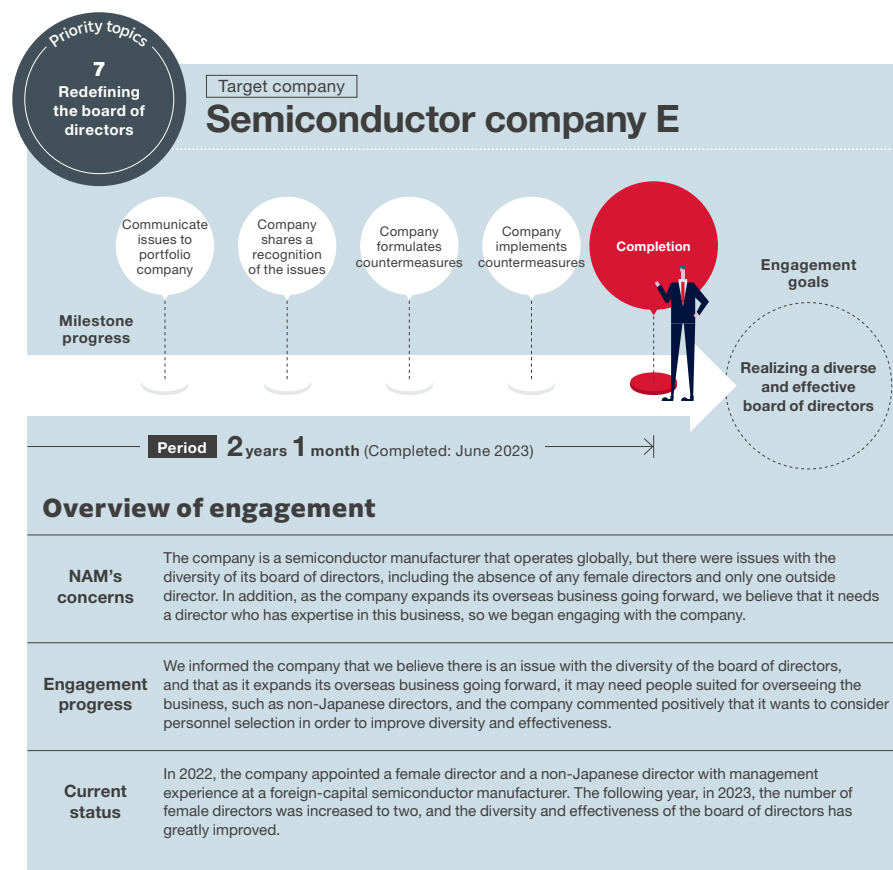 Priority topics
7
Redefining
the board of
directors
Target company
Semiconductor company E
Communicate
issues to
portfolio
company
Company
shares a
recognition
of the issues
Company
formulates
countermeasures
Company
implements
countermeasures
Completion
Engagement
goals
Milestone
progress
Realizing a diverse
and effective
board of directors
Period 2 years 1 month (Completed: June 2023)
Overview of engagement
NAM's
concerns
The company is a semiconductor manufacturer that operates globally, but there were issues with the
diversity of its board of directors, including the absence of any female directors and only one outside
director. In addition, as the company expands its overseas business going forward, we believe that it needs
a director who has expertise in this business, so we began engaging with the company.
Engagement
progress
We informed the company that we believe there is an issue with the diversity of the board of directors,
and that as it expands its overseas business going forward, it may need people suited for overseeing the
business, such as non-Japanese directors, and the company commented positively that it wants to consider
personnel selection in order to improve diversity and effectiveness.
Current
status
In 2022, the company appointed a female director and a non-Japanese director with management
experience at a foreign-capital semiconductor manufacturer. The following year, in 2023, the number of
female directors was increased to two, and the diversity and effectiveness of the board of directors has
greatly improved.